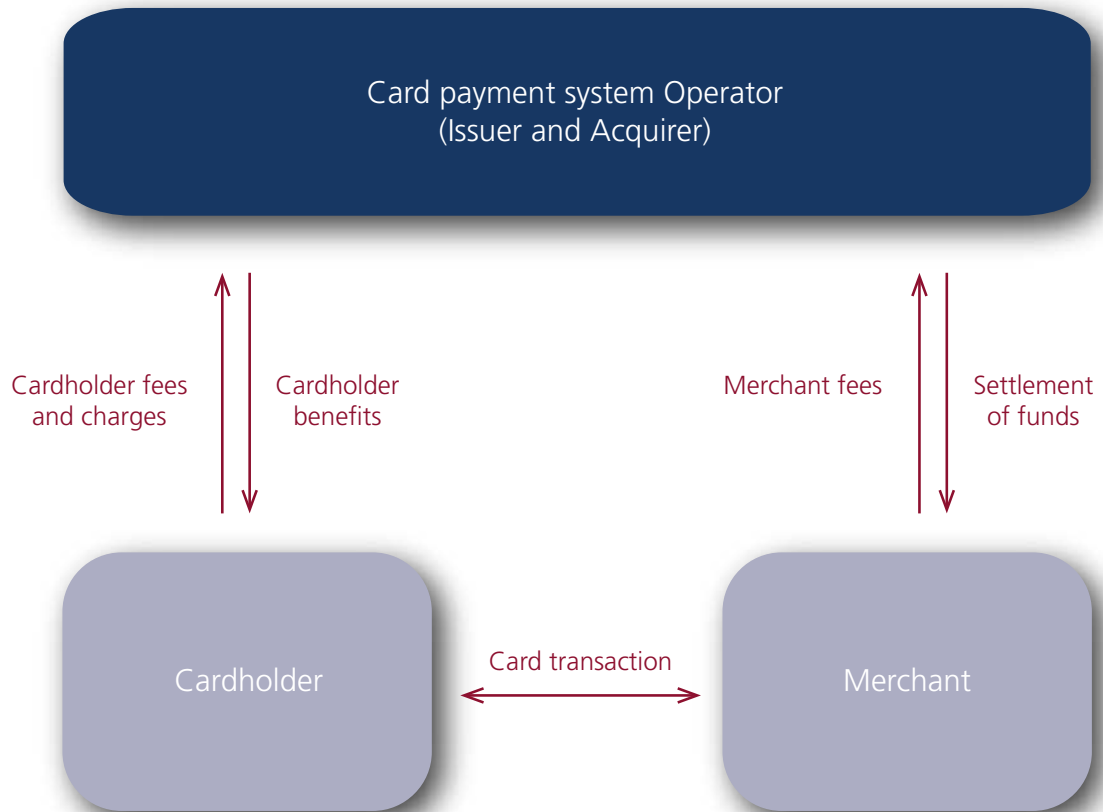 Card payment system Operator
(Issuer and Acquirer)
Cardholder fees
and charges
Cardholder
benefits
Merchant fees
Settlement
of funds
Cardholder
Card transaction
Merchant